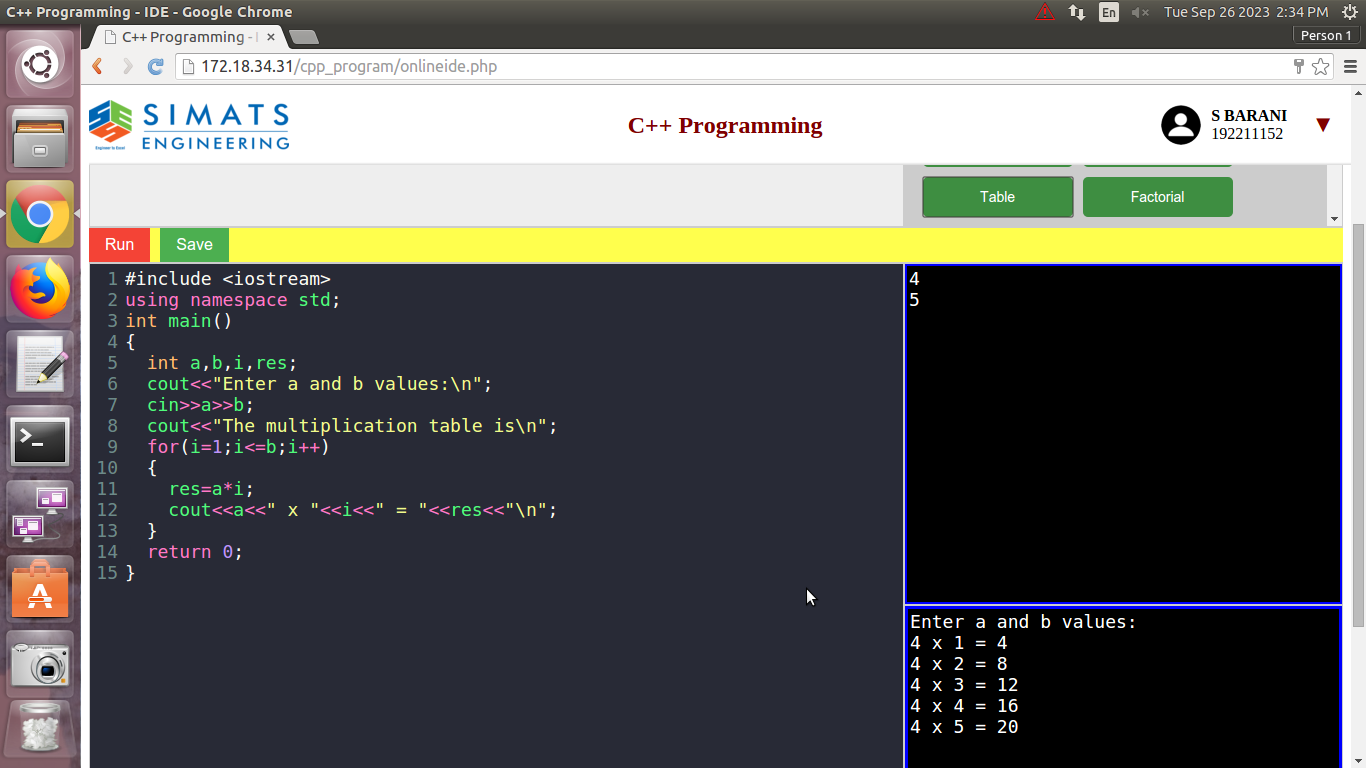 C++ Programming - IDE - Google Chrome
En
Tue Sep 26 2023 2:34 PM
C++ Programming - I
Person 1
172.18.34.31/cpp_program/onlineide.php
SIMATS
ENGINEERING
Engineer to Excel
C++ Programming
S BARANI
192211152
Table
Factorial
Run
Save
1 #include <iostream>
2 using namespace std;
3 int main()
4 {
5   int a,b,i,res;
6   cout<<"Enter a and b values:\n";
7   cin>>a>>b;
8   cout<<"The multiplication table is\n";
9   for(i=1;i<=b;i++)
10   {
11     res=a*i;
12     cout<<a<<" x "<<i<<" = "<<res<<"\n";
13   }
14   return 0;
15 }
4
5
Enter a and b values:
4 x 1 = 4
4 x 2 = 8
4 x 3 = 12
4 x 4 = 16
4 x 5 = 20